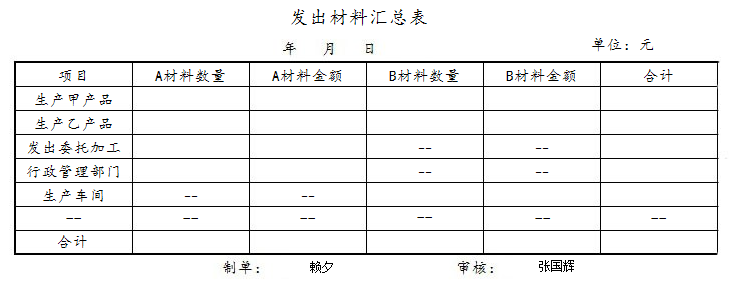 发出材料汇总表
年 月 日 单位：元
项目 A材料数量 A材料金额 B材料数量 B材料金额 合计
生产甲产品
生产乙产品
发出委托加工 -- --
行政管理部门 -- --
生产车间 -- --
-- -- -- -- -- --
合计
制单： 赖夕 审核： 张国辉